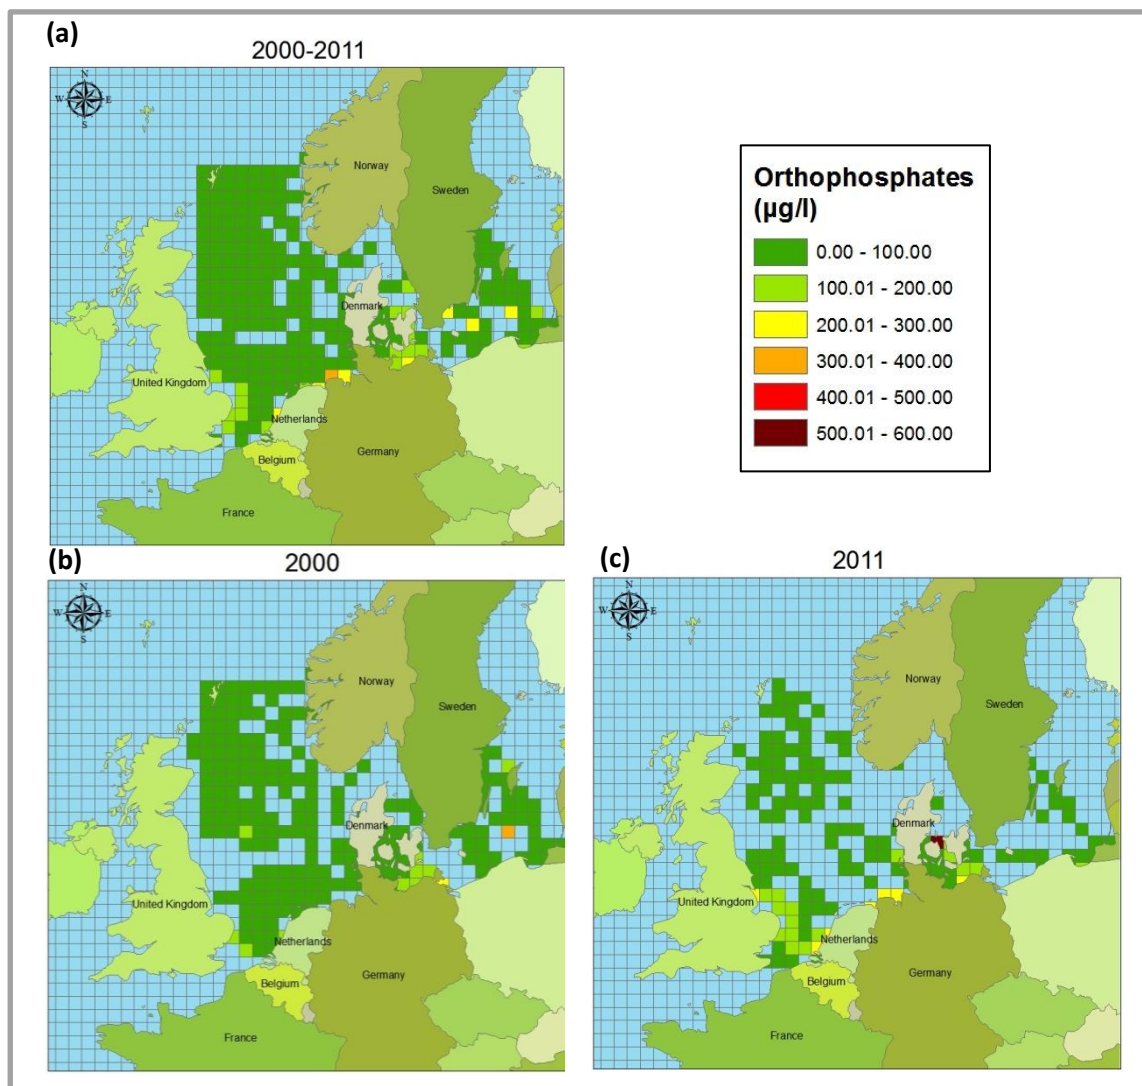 (a)
2000-2011
N
W E
S
Norway
Sweden
Denmark
United Kingdom
Netherlands
Belgium
Germany
France
Orthophosphates
(µg/l)
0.00 - 100.00
100.01 - 200.00
200.01 - 300.00
300.01 - 400.00
400.01 - 500.00
500.01 - 600.00
(b)
2000
N
W E
S
Norway
Sweden
Denmark
United Kingdom
Netherlands
Belgium
Germany
France
(c)
2011
N
W E
S
Norway
Sweden
Denmark
United Kingdom
Netherlands
Belgium
Germany
France